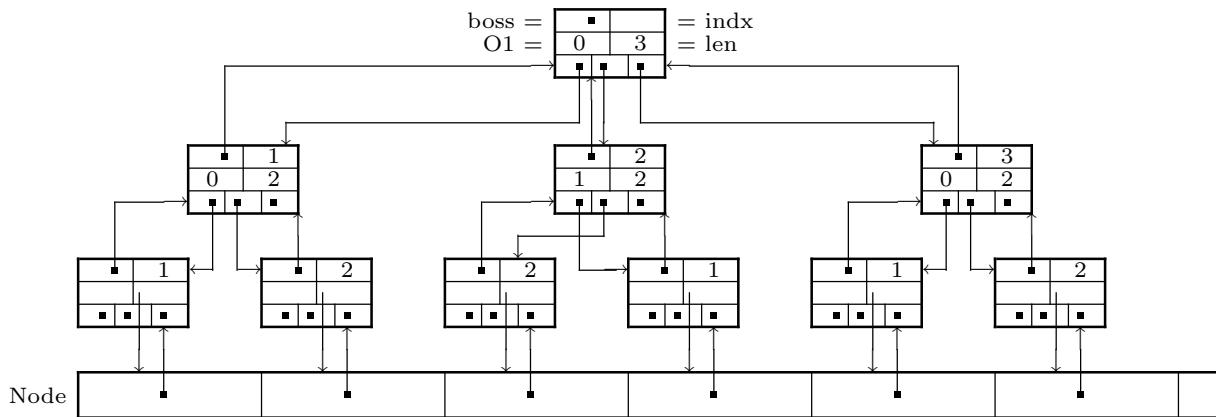 boss = = indx
O1 = 0 3 = len
1 2 3
0 2 1 2 0 2
1 2 2 1 1 2
Node